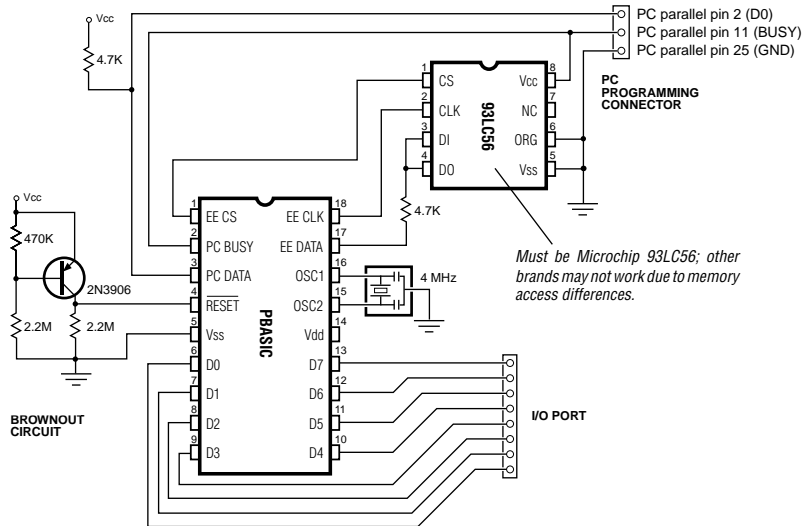 Vcc
4.7K
PC parallel pin 2 (D0)
PC parallel pin 11 (BUSY)
PC parallel pin 25 (GND)
PC
PROGRAMMING
CONNECTOR
1
CS
2
CLK
3
DI
4
DO
93LC56
8
Vcc
7
NC
6
ORG
5
Vss
4.7K
Must be Microchip 93LC56; other
brands may not work due to memory
access differences.
Vcc
470K
2N3906
2.2M
2.2M
BROWNOUT
CIRCUIT
1
EE CS
2
PC BUSY
3
PC DATA
4
RESET
5
Vss
6
D0
7
D1
8
D2
9
D3
PBASIC
18
EE CLK
17
EE DATA
16
OSC1
15
OSC2
14
Vdd
13
D7
12
D6
11
D5
10
D4
4 MHz
I/O PORT